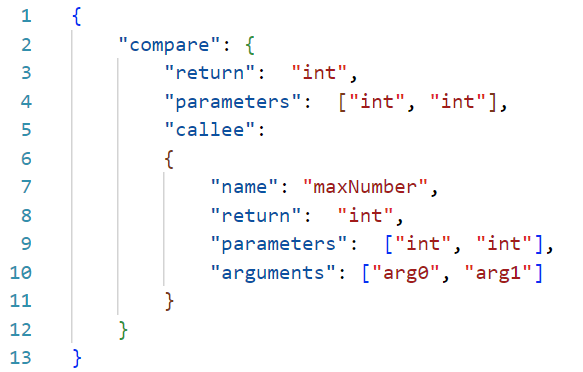 1 {
2     "compare": {
3         "return":  "int",
4         "parameters":  ["int", "int"],
5         "callee":
6         {
7             "name": "maxNumber",
8             "return":  "int",
9             "parameters":  ["int", "int"],
10             "arguments": ["arg0", "arg1"]
11         }
12     }
13 }